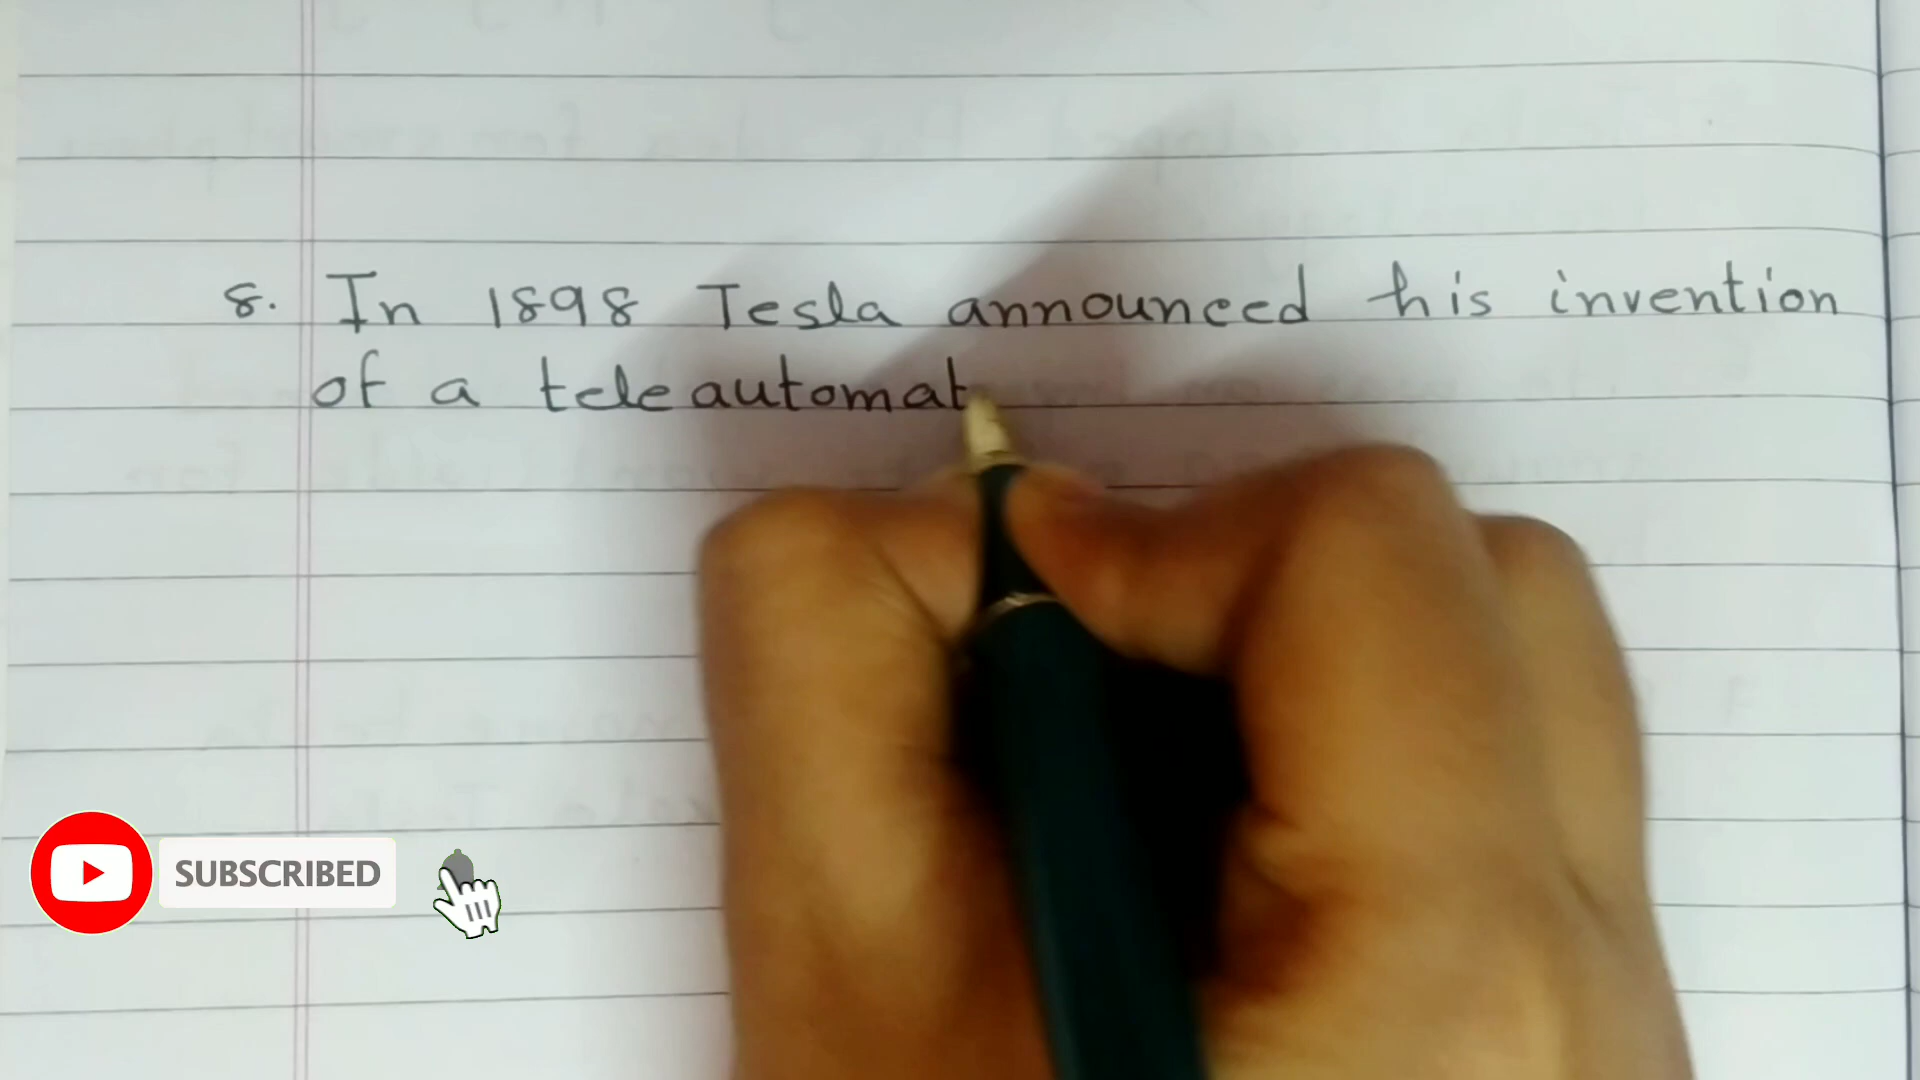 8. In 1898 Tesla announced his invention
of a teleautomat
SUBSCRIBED